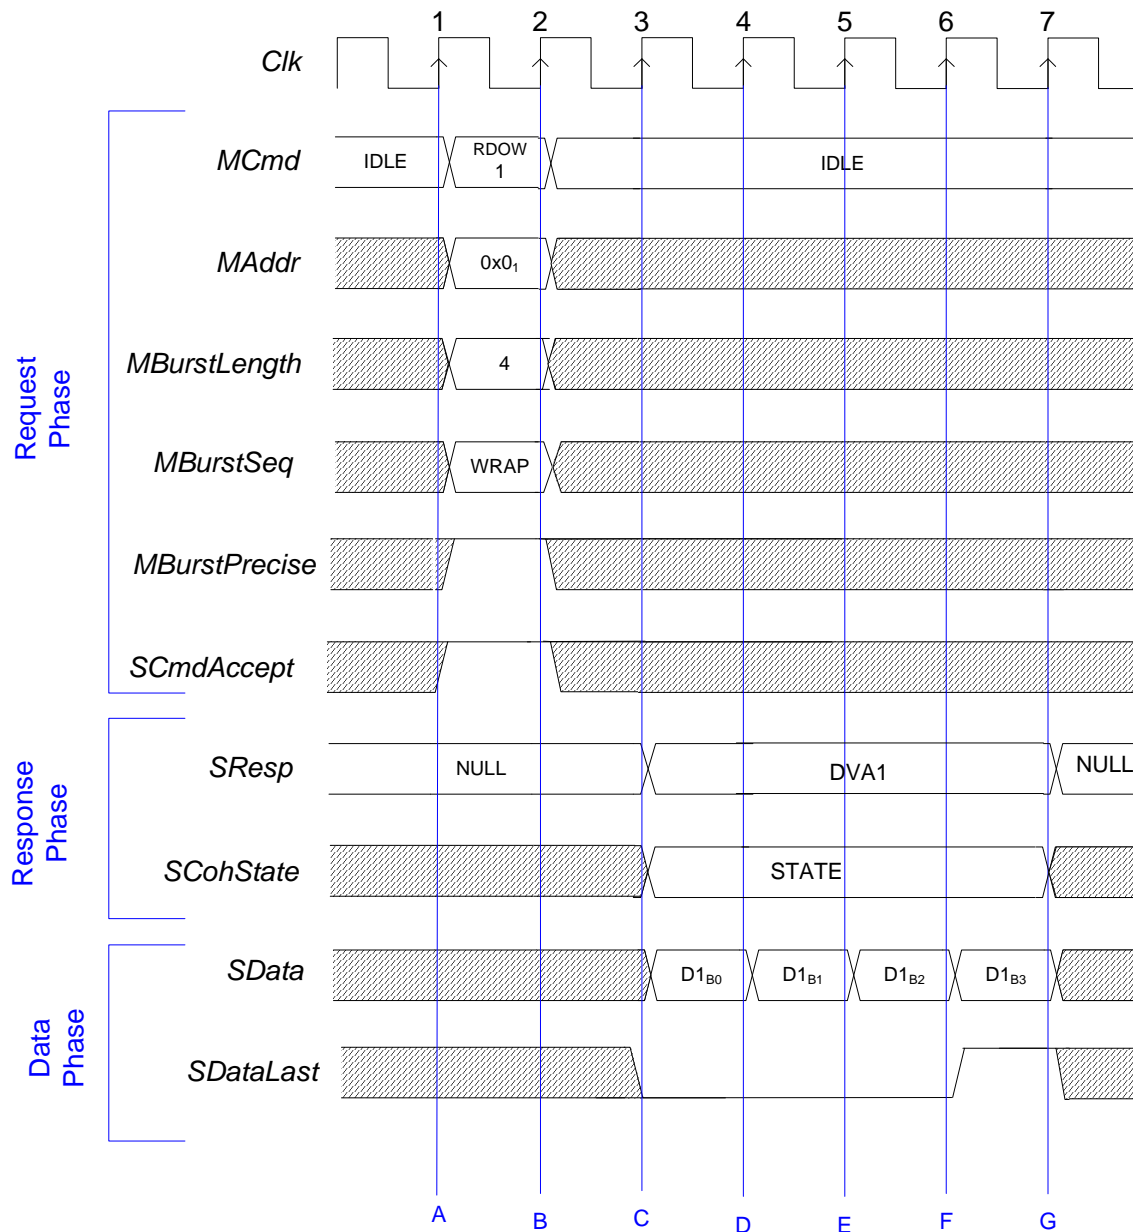 1 2 3 4 5 6 7
Clk
Request
Phase
MCmd
IDLE
RDOW
1
IDLE
MAddr
0x0₁
MBurstLength
4
MBurstSeq
WRAP
MBurstPrecise
SCmdAccept
Response
Phase
SResp
NULL
DVA1
NULL
SCohState
STATE
Data
Phase
SData
D1B0
D1B1
D1B2
D1B3
SDataLast
A B C D E F G